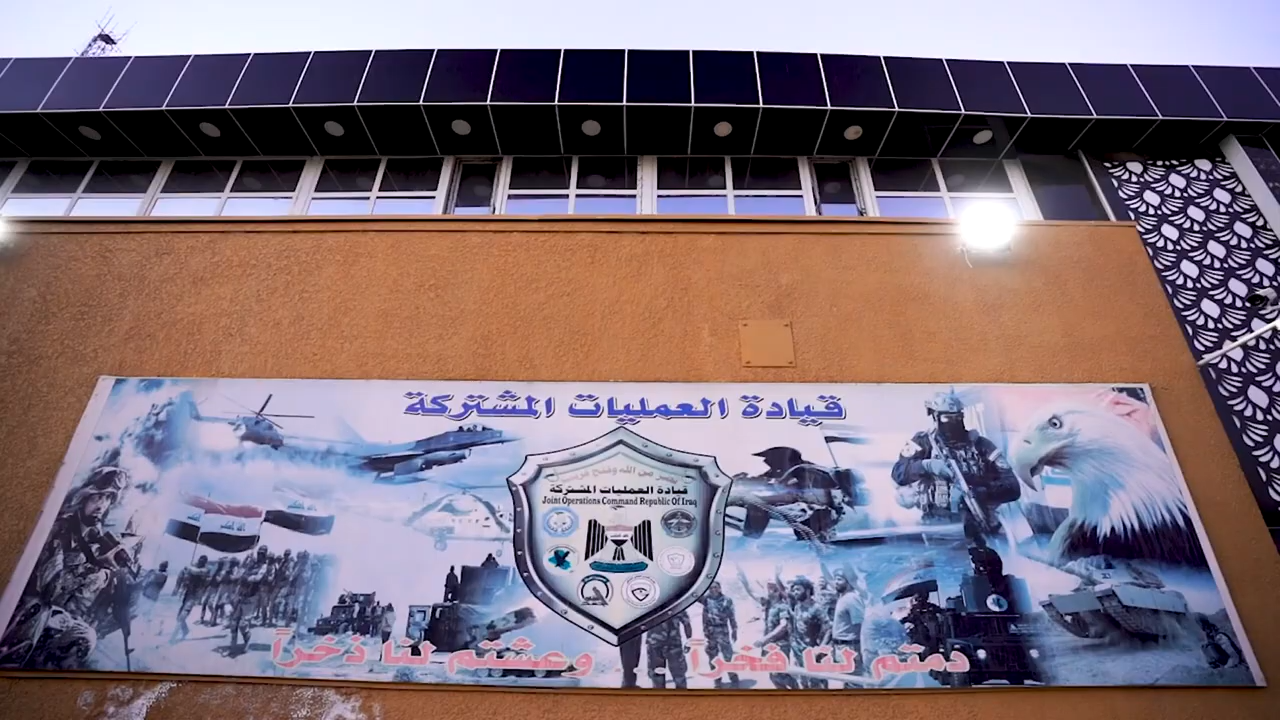 قيادة العمليات المشتركة
قيادة العمليات المشتركة
Joint Operations Command Republic Of Iraq
دمتم لنا فخراً ... وعشتم لنا ذخراً